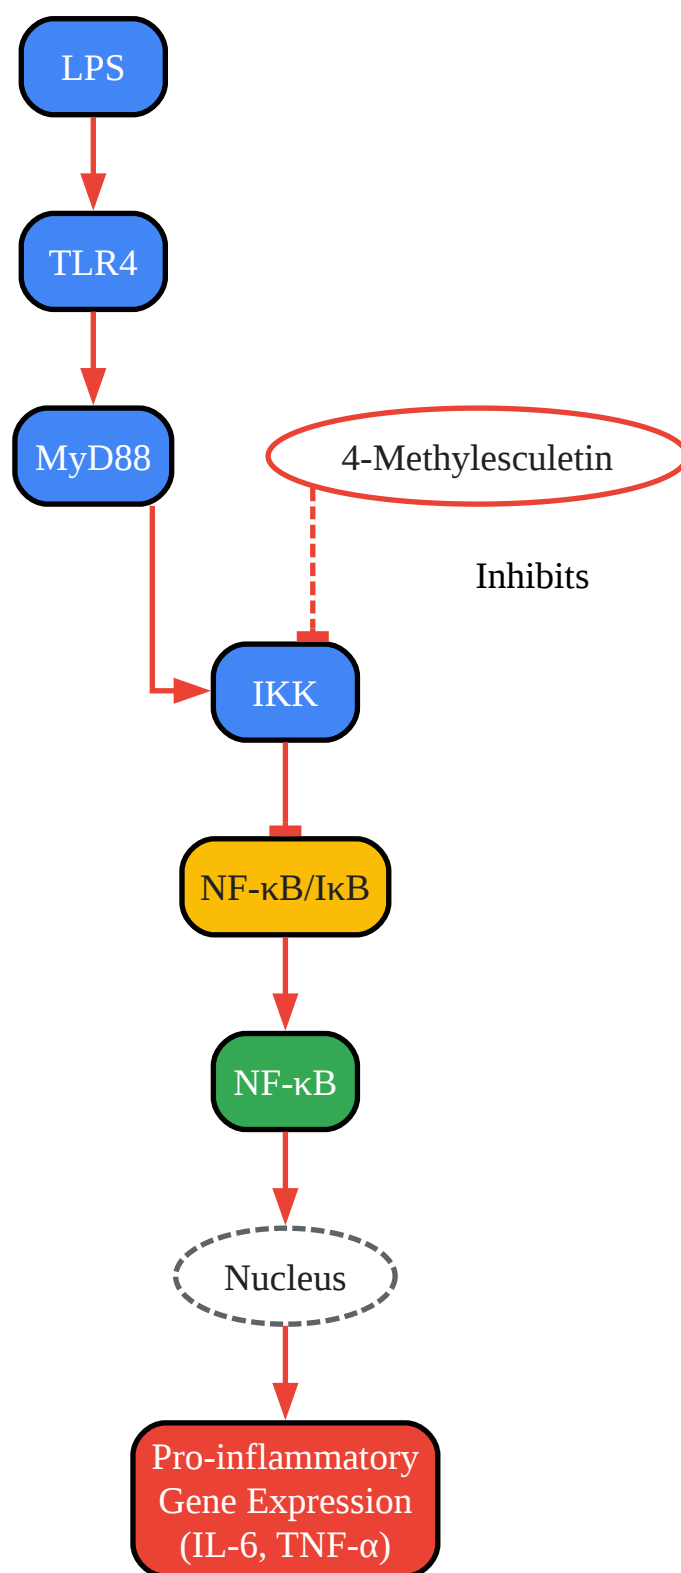 LPS
TLR4
MyD88
4-Methylesculetin
Inhibits
IKK
NF-κB/IκB
NF-κB
Nucleus
Pro-inflammatory
Gene Expression
(IL-6, TNF-α)